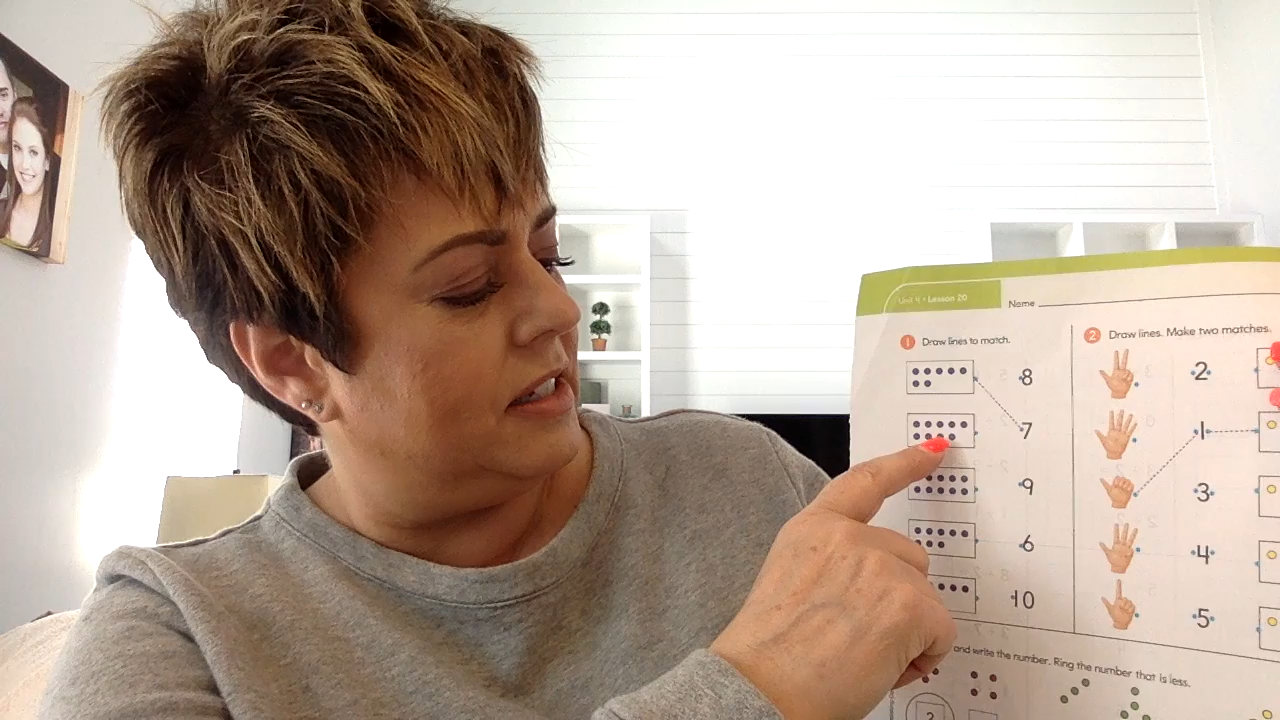 Unit 4 • Lesson 20
Name
1 Draw lines to match.
8
7
9
6
10
2 Draw lines. Make two matches.
2
1
3
4
5
and write the number. Ring the number that is less.